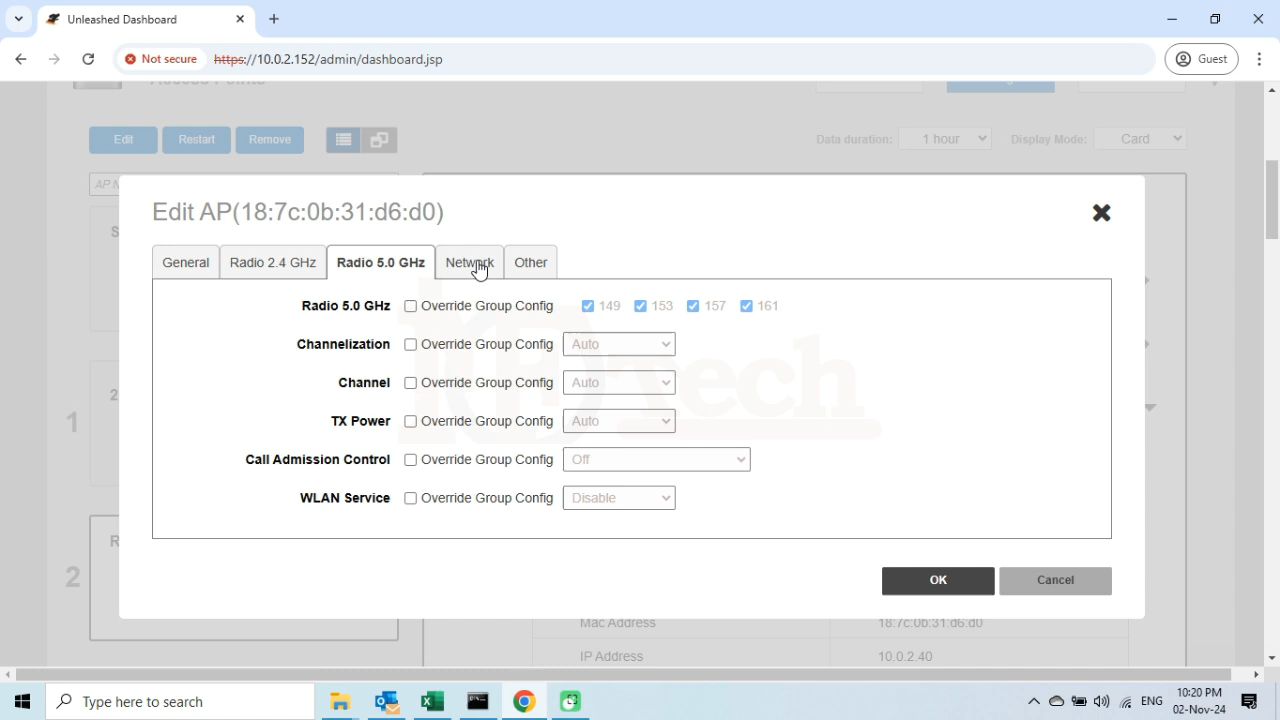 Unleashed Dashboard
Not secure https://10.0.2.152/admin/dashboard.jsp Guest
Edit Restart Remove Data duration: 1 hour Display Mode: Card
AP N
Edit AP(18:7c:0b:31:d6:d0)
General Radio 2.4 GHz Radio 5.0 GHz Network Other
Radio 5.0 GHz Override Group Config 149 153 157 161
Channelization Override Group Config Auto
Channel Override Group Config Auto
TX Power Override Group Config Auto
Call Admission Control Override Group Config Off
WLAN Service Override Group Config Disable
1
2
OK Cancel
Mac Address 18:7c:0b:31:d6:d0
IP Address 10.0.2.40
Type here to search ENG 10:20 PM
02-Nov-24